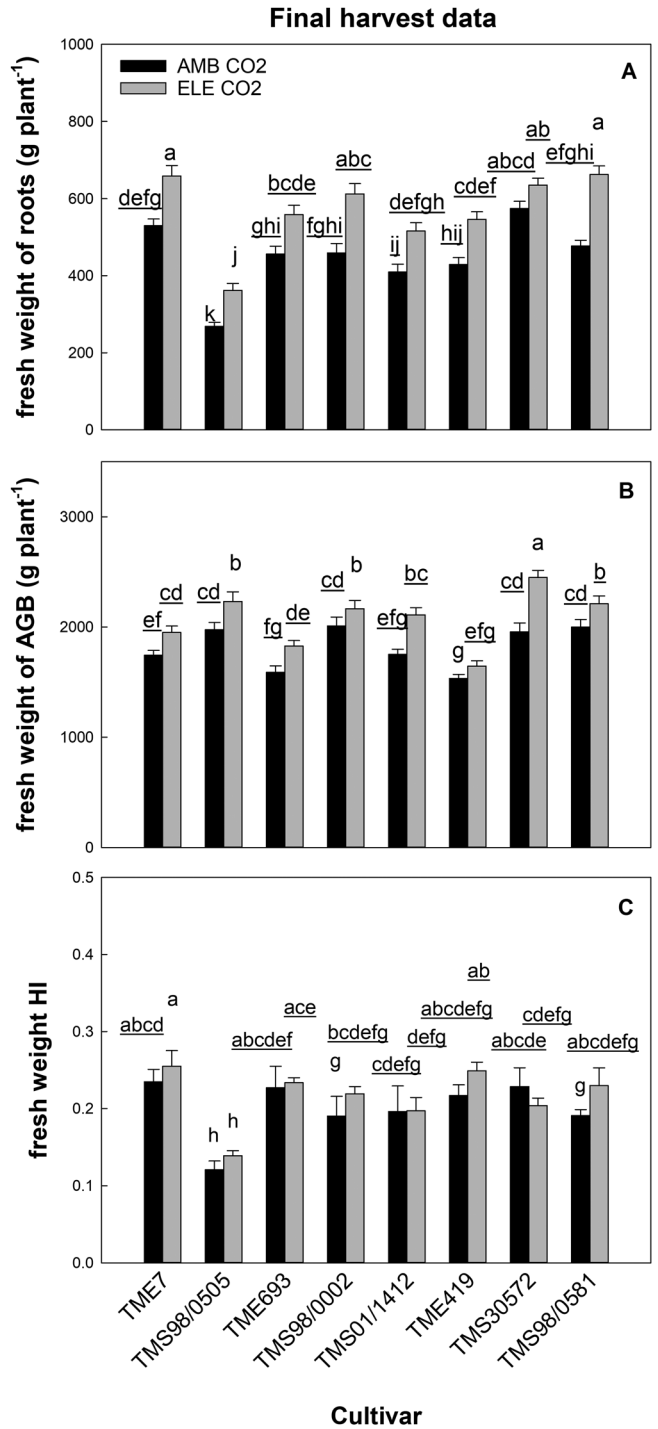 Final harvest data
fresh weight of roots (g plant-1)
1000
800
600
400
200
0
AMB CO2
ELE CO2
A
defg
a
k
j
ghi
bcde
fghi
abc
ij
defgh
hij
cdef
abcd
ab
efghi
a
fresh weight of AGB (g plant-1)
3000
2000
1000
0
B
ef
cd
cd
b
fg
de
cd
b
efg
bc
g
efg
cd
a
cd
b
fresh weight HI
0.5
0.4
0.3
0.2
0.1
0.0
C
abcd
a
h
h
abcdef
ace
g
bcdefg
cdefg
defg
abcdefg
ab
abcde
cdefg
g
abcdefg
TME7
TMS98/0505
TME693
TMS98/0002
TMS01/1412
TME419
TMS30572
TMS98/0581
Cultivar